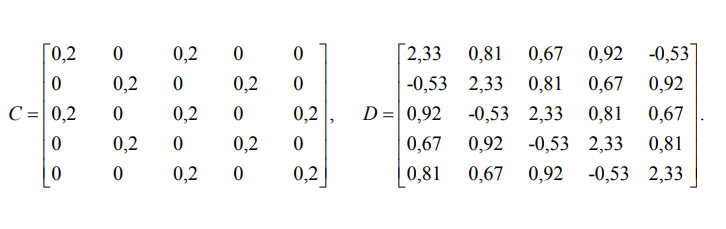 0,2 0 0,2 0 0 2,33 0,81 0,67 0,92 -0,53
0 0,2 0 0,2 0 -0,53 2,33 0,81 0,67 0,92
C = 0,2 0 0,2 0 0,2 , D = 0,92 -0,53 2,33 0,81 0,67 .
0 0,2 0 0,2 0 0,67 0,92 -0,53 2,33 0,81
0 0 0,2 0 0,2 0,81 0,67 0,92 -0,53 2,33